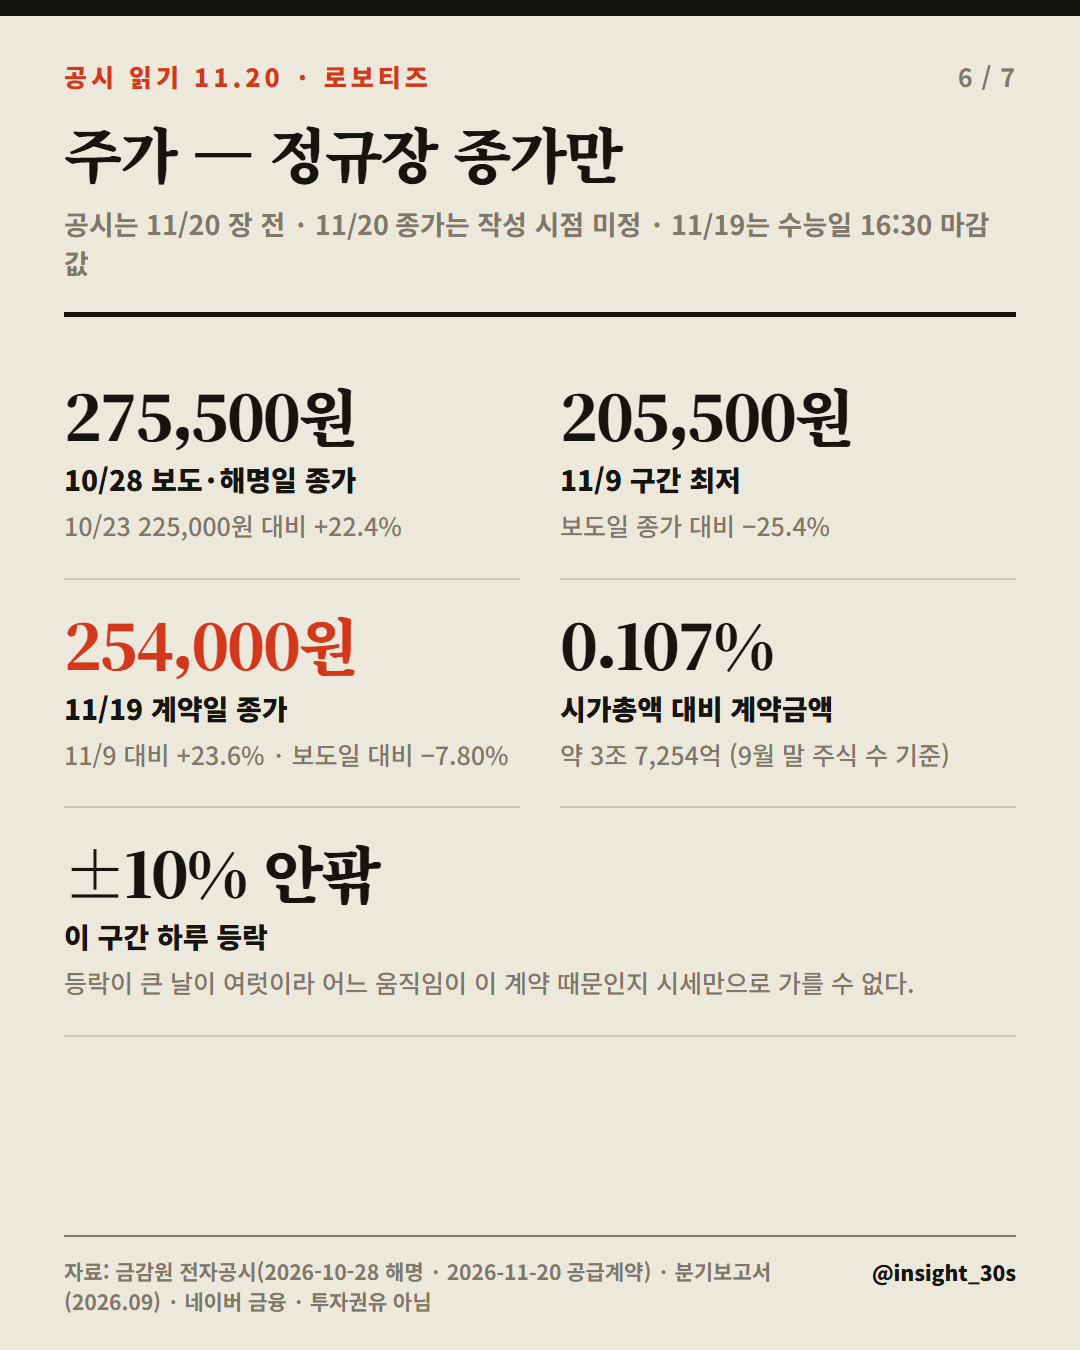 공시 읽기 11.20 · 로보티즈
6 / 7
주가 — 정규장 종가만
공시는 11/20 장 전 · 11/20 종가는 작성 시점 미정 · 11/19는 수능일 16:30 마감
값
275,500원
10/28 보도·해명일 종가
10/23 225,000원 대비 +22.4%
205,500원
11/9 구간 최저
보도일 종가 대비 −25.4%
254,000원
11/19 계약일 종가
11/9 대비 +23.6% · 보도일 대비 −7.80%
0.107%
시가총액 대비 계약금액
약 3조 7,254억 (9월 말 주식 수 기준)
±10% 안팎
이 구간 하루 등락
등락이 큰 날이 여럿이라 어느 움직임이 이 계약 때문인지 시세만으로 가를 수 없다.
자료: 금감원 전자공시(2026-10-28 해명 · 2026-11-20 공급계약) · 분기보고서
(2026.09) · 네이버 금융 · 투자권유 아님
@insight_30s